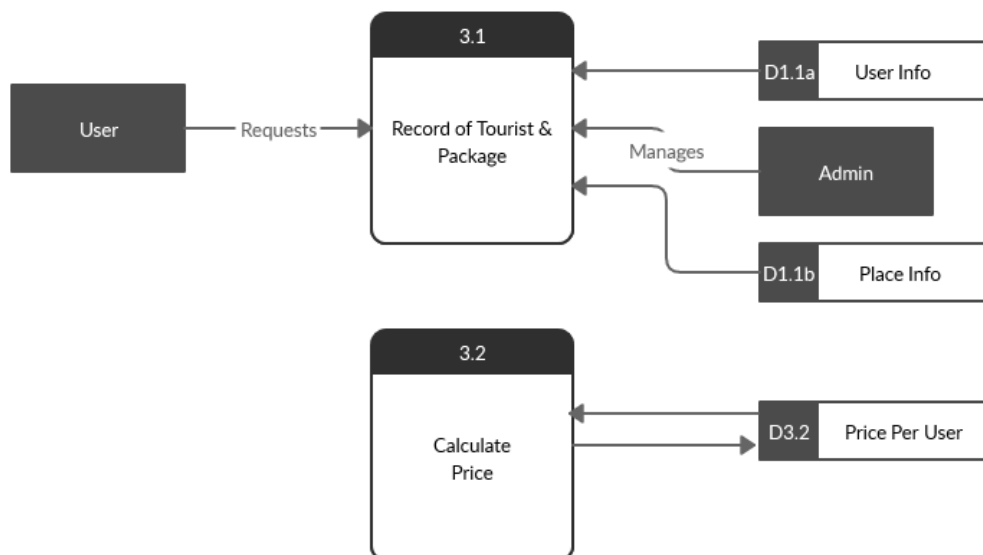 3.1
D1.1a
User Info
User
Requests
Record of Tourist &
Package
Manages
Admin
D1.1b
Place Info
3.2
D3.2
Price Per User
Calculate
Price